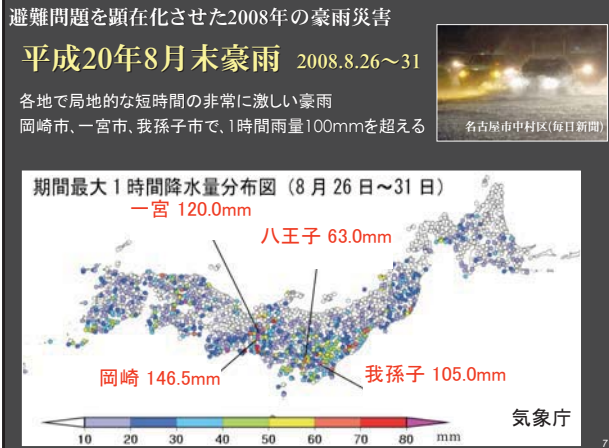 避難問題を顕在化させた2008年の豪雨災害
平成20年8月末豪雨 2008.8.26〜31
各地で局地的な短時間の非常に激しい豪雨
岡崎市、一宮市、我孫子市で、1時間雨量100mmを超える
名古屋市中村区(毎日新聞)
期間最大1時間降水量分布図（8月26日〜31日）
一宮 120.0mm
八王子 63.0mm
岡崎 146.5mm
我孫子 105.0mm
気象庁
10 20 30 40 50 60 70 80 mm
7